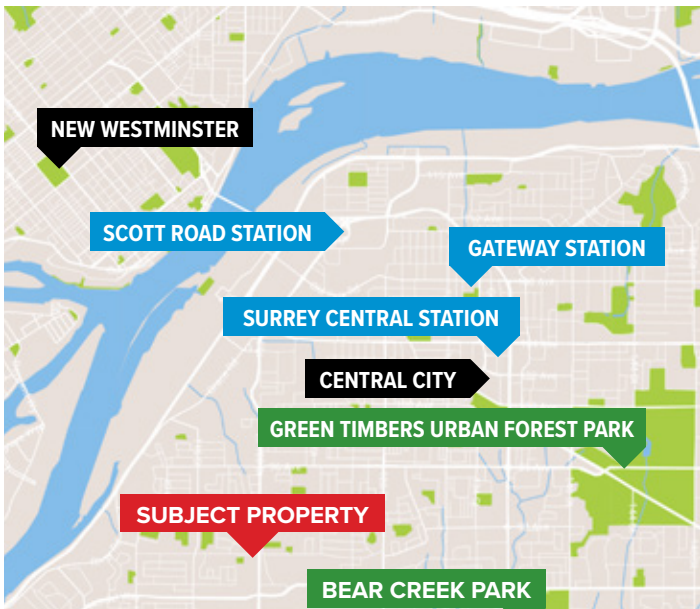 NEW WESTMINSTER
SCOTT ROAD STATION
GATEWAY STATION
SURREY CENTRAL STATION
CENTRAL CITY
GREEN TIMBERS URBAN FOREST PARK
SUBJECT PROPERTY
BEAR CREEK PARK